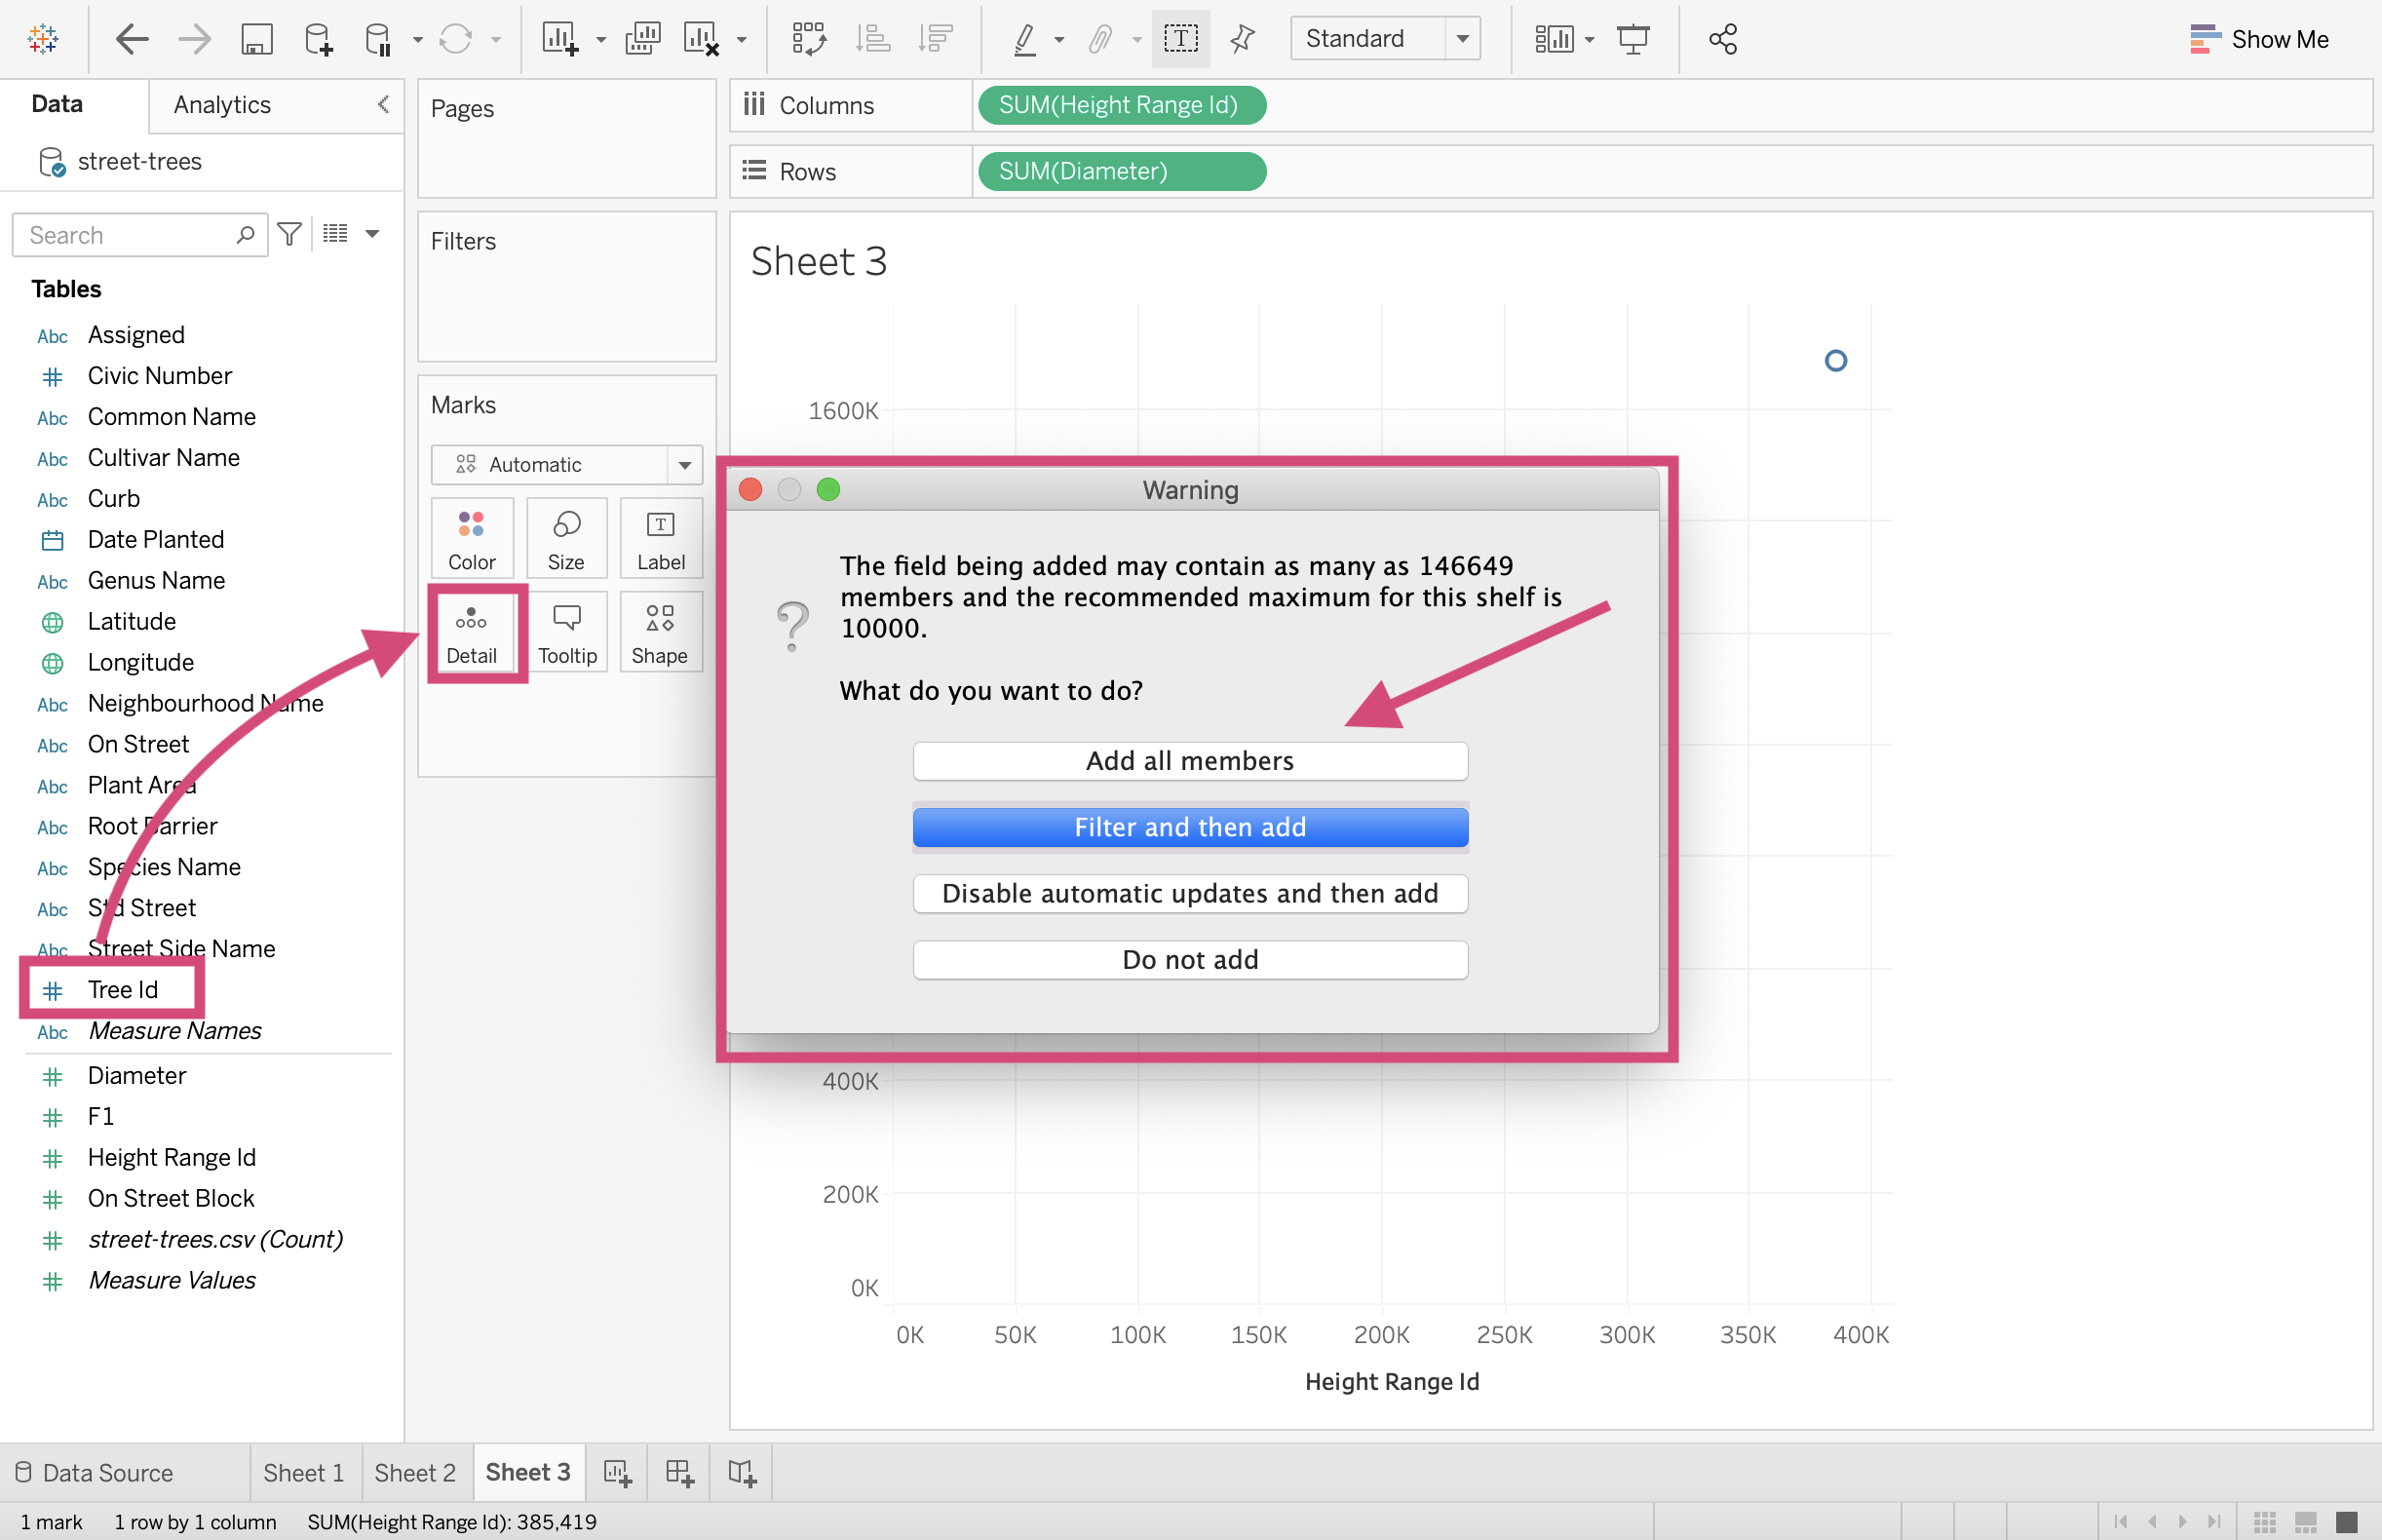 Standard
Show Me
Data
Analytics
street-trees
Search
Tables
Abc Assigned
Civic Number
Abc Common Name
Abc Cultivar Name
Abc Curb
Date Planted
Abc Genus Name
Latitude
Longitude
Abc Neighbourhood Name
Abc On Street
Abc Plant Area
Abc Root Barrier
Abc Species Name
Abc Std Street
Abc Street Side Name
Tree Id
Abc Measure Names
Diameter
F1
Height Range Id
On Street Block
street-trees.csv (Count)
Measure Values
Pages
Filters
Marks
Automatic
Color
Size
T
Label
Detail
Tooltip
Shape
Columns
SUM(Height Range Id)
Rows
SUM(Diameter)
Sheet 3
1600K
Warning
The field being added may contain as many as 146649
members and the recommended maximum for this shelf is
10000.
What do you want to do?
Add all members
Filter and then add
Disable automatic updates and then add
Do not add
400K
200K
0K
0K 50K 100K 150K 200K 250K 300K 350K 400K
Height Range Id
Data Source
Sheet 1
Sheet 2
Sheet 3
1 mark
1 row by 1 column
SUM(Height Range Id): 385,419